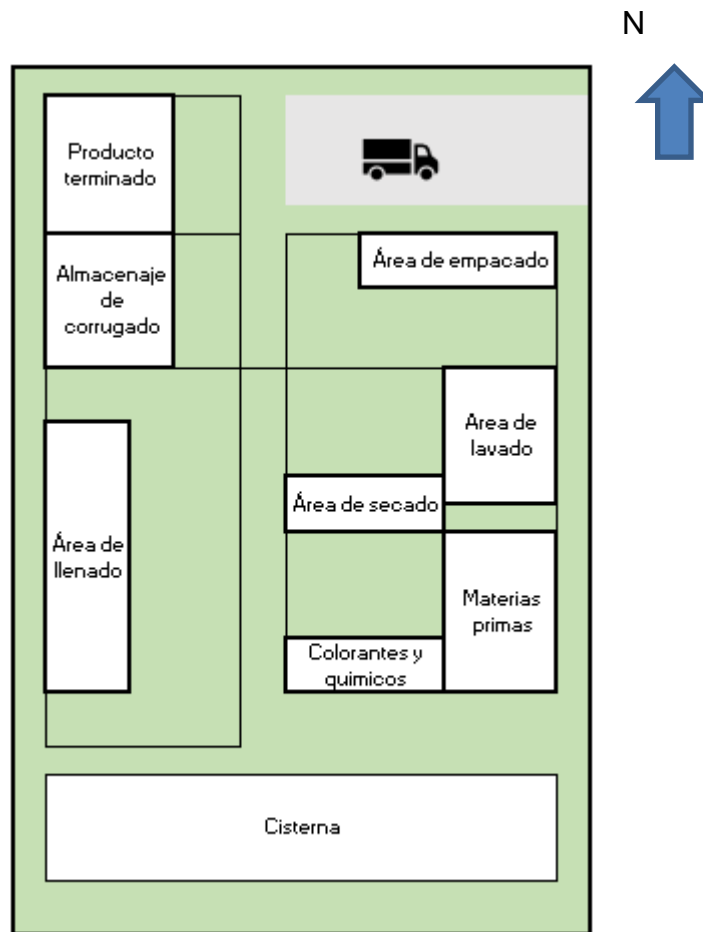 N
Producto
terminado
Área de empacado
Almacenaje
de
corrugado
Area de
lavado
Área de secado
Área de
llenado
Materias
primas
Colorantes y
quimicos
Cisterna